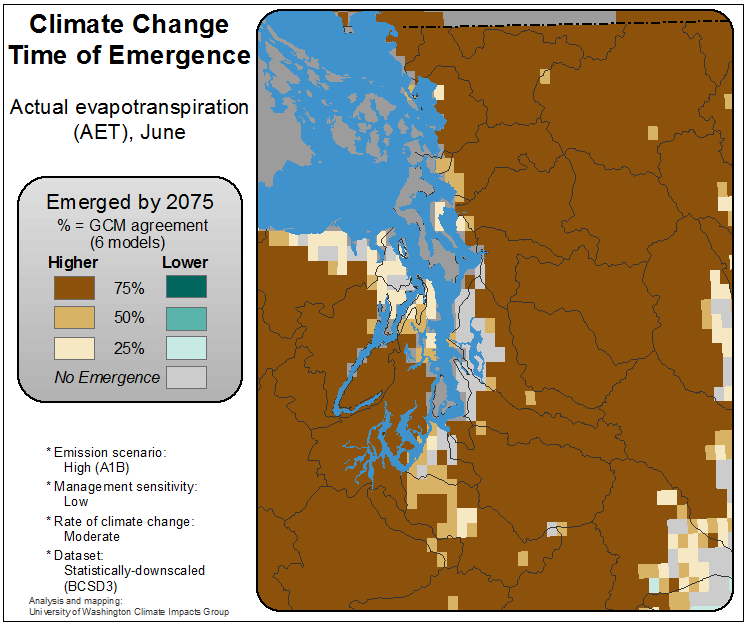 Climate Change
Time of Emergence
Actual evapotranspiration
(AET), June
Emerged by 2075
% = GCM agreement
(6 models)
Higher Lower
75%
50%
25%
No Emergence
* Emission scenario:
High (A1B)
* Management sensitivity:
Low
* Rate of climate change:
Moderate
* Dataset:
Statistically-downscaled
(BCSD3)
Analysis and mapping:
University of Washington Climate Impacts Group